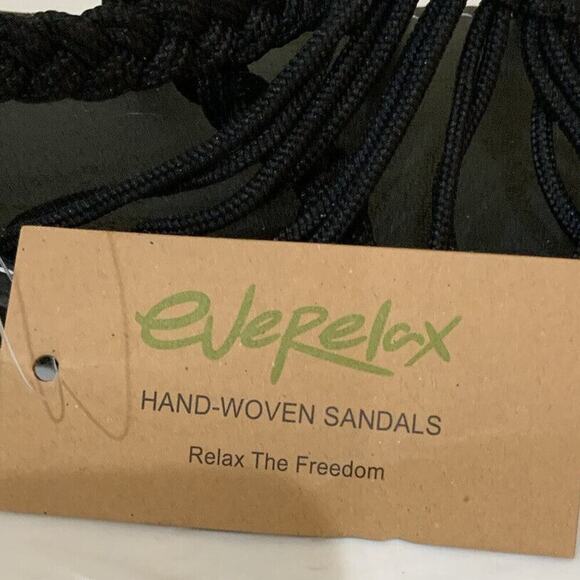 eveRelax
HAND-WOVEN SANDALS
Relax The Freedom